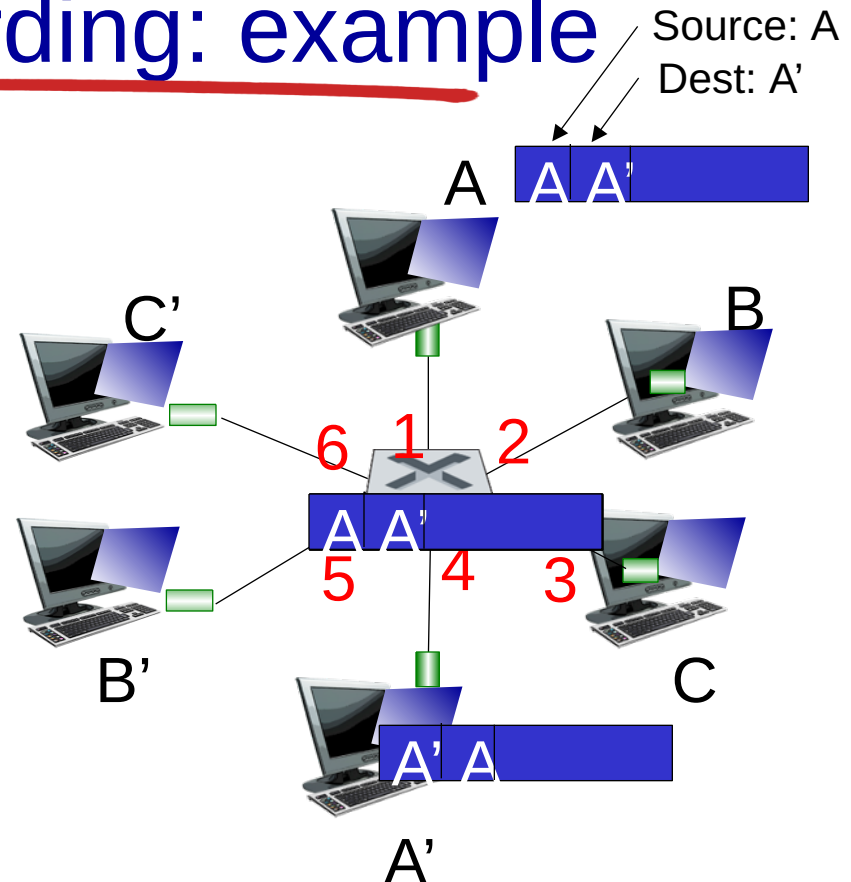 rding: example
Source: A
Dest: A’
A
A A’
C’
B
6 1 2
A A’
5 4 3
B’
C
A’ A
A’